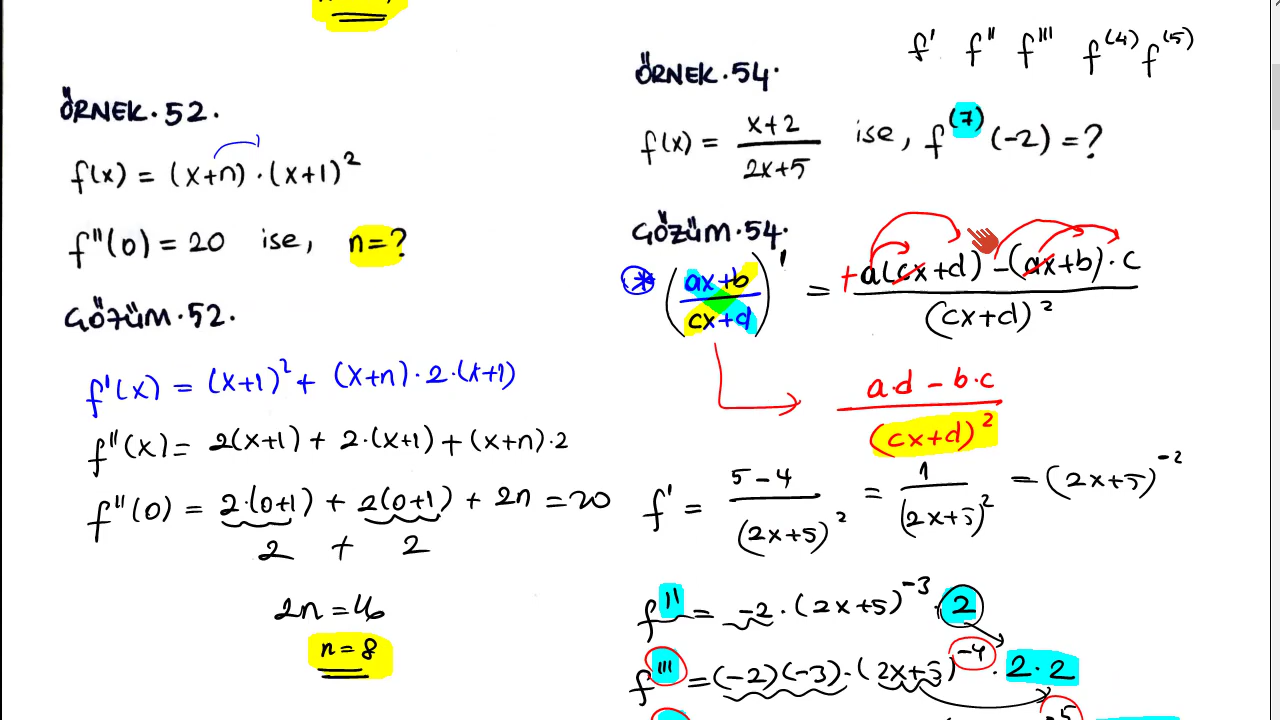 ÖRNEK.52.
f(x) = (x+n)·(x+1)²
f''(0) = 20 ise, n=?
ÇÖZÜM.52.
f'(x) = (x+1)² + (x+n)·2·(x+1)
f''(x) = 2(x+1) + 2·(x+1) + (x+n)·2
f''(0) = 2·(0+1) + 2(0+1) + 2n = 20
2 + 2
2n = 16
n = 8
f' f'' f''' f⁽⁴⁾ f⁽⁵⁾
ÖRNEK.54.
f(x) = (x+2)/(2x+5) ise, f⁽⁷⁾(-2) = ?
ÇÖZÜM.54.
* ((ax+b)/(cx+d))' = (+a(cx+d) - (ax+b)·c)/(cx+d)²
(a·d - b·c)/(cx+d)²
f' = (5-4)/(2x+5)² = 1/(2x+5)² = (2x+5)⁻²
f'' = -2·(2x+5)⁻³·2
f''' = (-2)(-3)·(2x+5)⁻⁴·2·2
-5